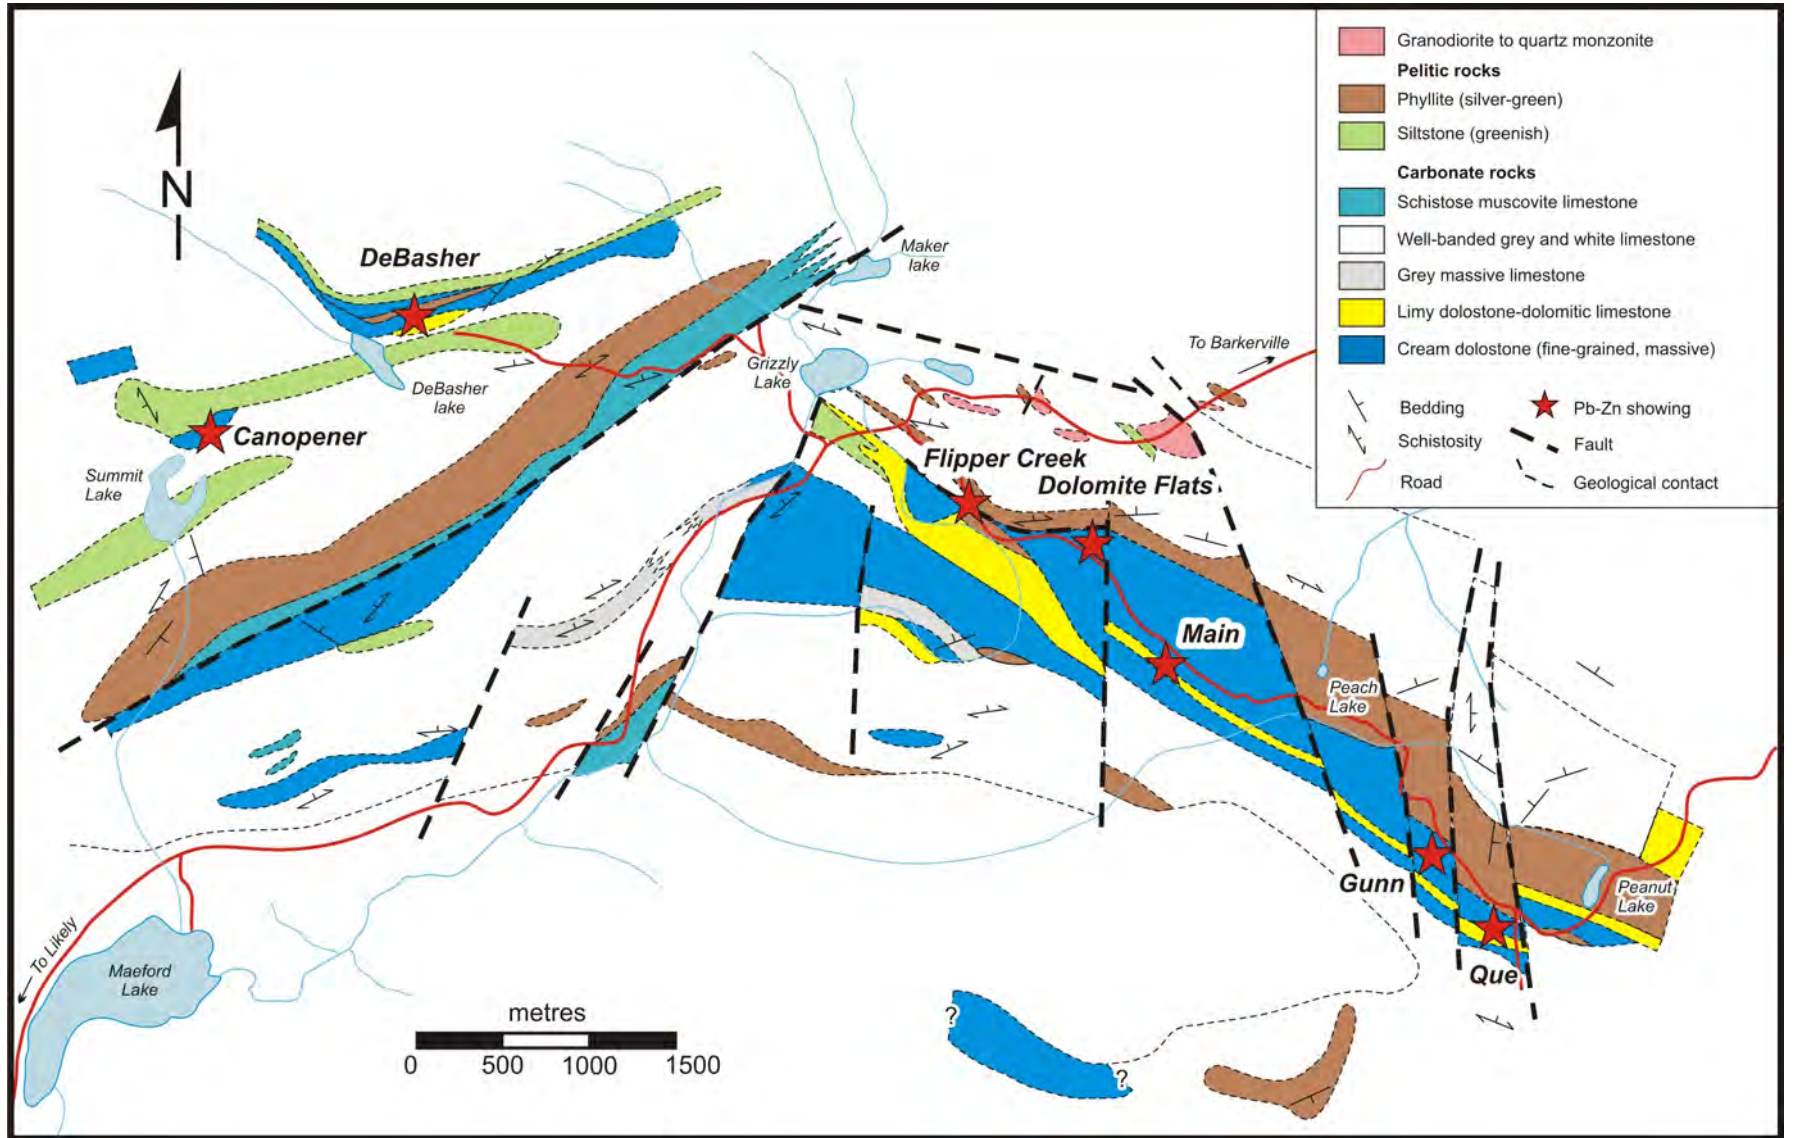 Granodiorite to quartz monzonite
Pelitic rocks
Phyllite (silver-green)
Siltstone (greenish)
Carbonate rocks
Schistose muscovite limestone
Well-banded grey and white limestone
Grey massive limestone
Limy dolostone-dolomitic limestone
Cream dolostone (fine-grained, massive)
Bedding
Pb-Zn showing
Schistosity
Fault
Road
Geological contact
N
DeBasher
Maker
lake
To Barkerville
Grizzly
Lake
DeBasher
lake
Canopener
Summit
Lake
Flipper Creek
Dolomite Flats
Main
Peach
Lake
Gunn
Peanut
Lake
Que
To Likely
Maeford
Lake
metres
0 500 1000 1500
?
?